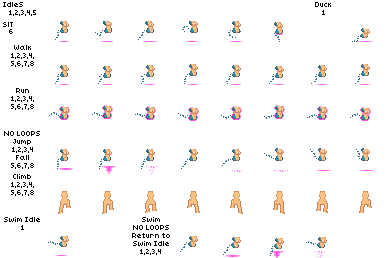 IdleS
1,2,3,4,5
Duck
1
SIT
6
Walk
1,2,3,4,
5,6,7,8
Run
1,2,3,4,
5,6,7,8
NO LOOPS
Jump
1,2,3,4
Fall
5,6,7,8
Climb
1,2,3,4,
5,6,7,8
Swim Idle
1
Swim
NO LOOPS
Return to
Swim Idle
1,2,3,4